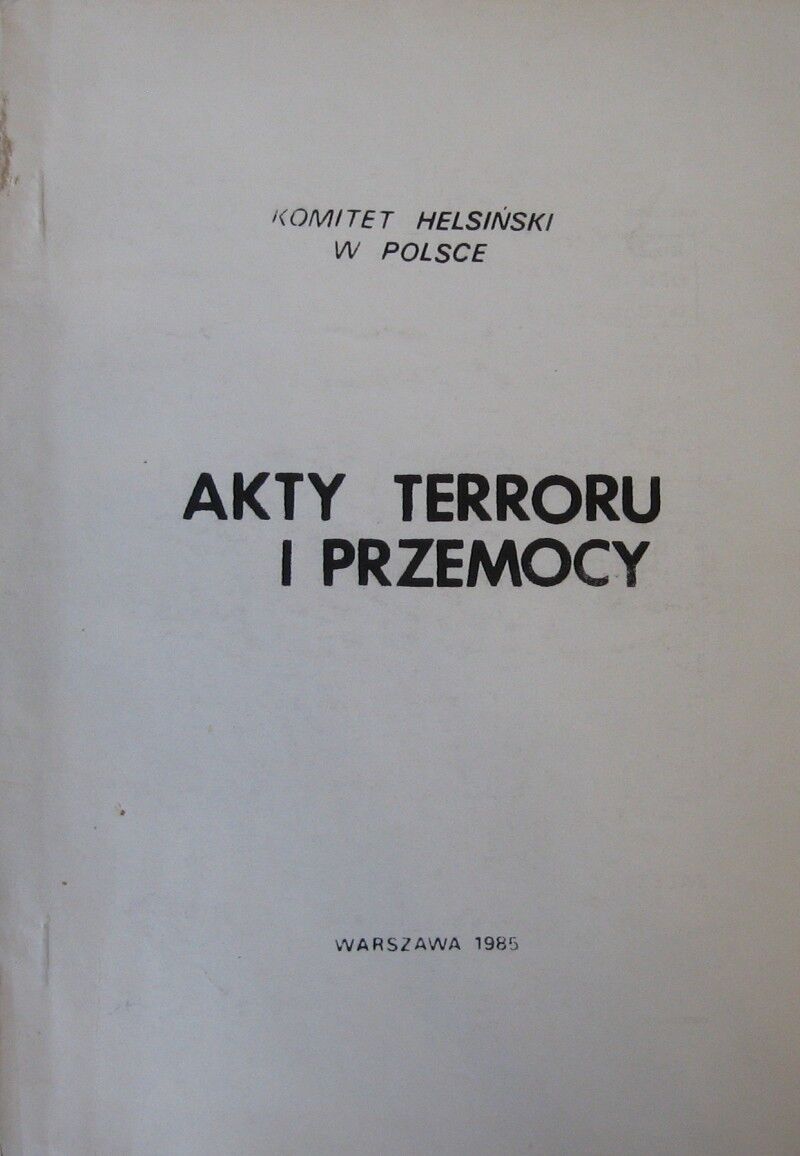 KOMITET HELSIŃSKI
W POLSCE
AKTY TERRORU
I PRZEMOCY
WARSZAWA 1985